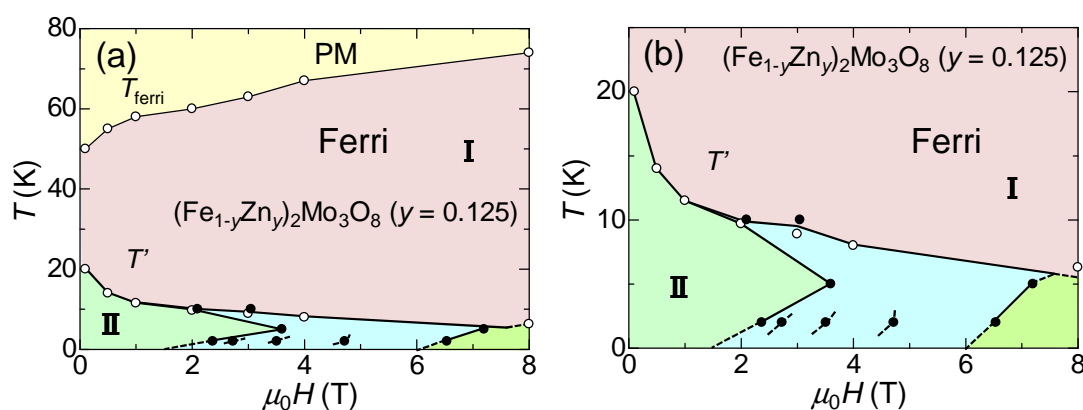 (a)
PM
T_ferri
Ferri
I
(Fe₁₋yZny)₂Mo₃O₈ (y = 0.125)
T'
II
80
60
40
20
0
T (K)
0 2 4 6 8
μ₀H (T)
(b)
(Fe₁₋yZny)₂Mo₃O₈ (y = 0.125)
Ferri
T'
I
II
20
10
0
T (K)
0 2 4 6 8
μ₀H (T)